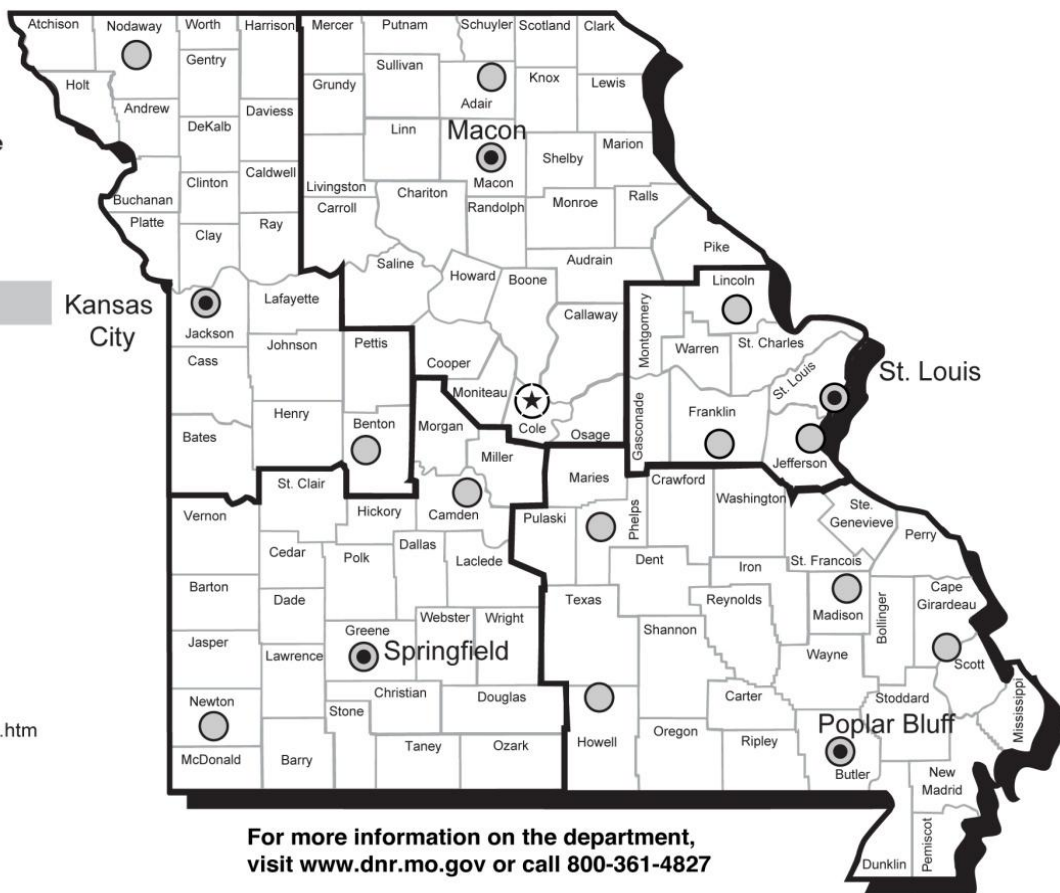 Atchison
Nodaway
Worth
Harrison
Mercer
Putnam
Schuyler
Scotland
Clark
Gentry
Sullivan
Holt
Grundy
Adair
Knox
Lewis
Andrew
Daviess
e
DeKalb
Linn
Macon
Marion
Shelby
Caldwell
Clinton
Macon
Livingston
Chariton
Ralls
Buchanan
Carroll
Randolph
Monroe
Platte
Ray
Clay
Pike
Audrain
Saline
Howard
Boone
Lincoln
Kansas
City
Lafayette
Callaway
Montgomery
Jackson
Johnson
Pettis
St. Charles
Warren
Cass
Cooper
St. Louis
St. Louis
Moniteau
Henry
Gasconade
Franklin
Benton
Morgan
Cole
Osage
Bates
Miller
Jefferson
Maries
Crawford
St. Clair
Washington
Vernon
Hickory
Camden
Pulaski
Phelps
Ste.
Genevieve
Perry
Cedar
Polk
Dallas
Laclede
Dent
Iron
St. Francois
Barton
Dade
Texas
Reynolds
Cape
Girardeau
Madison
Bollinger
Webster
Wright
Greene
Shannon
Jasper
Lawrence
Springfield
Wayne
Scott
Newton
Christian
Douglas
Carter
Stoddard
Mississippi
Stone
Poplar Bluff
.htm
Howell
Oregon
Ripley
McDonald
Barry
Taney
Ozark
Butler
New
Madrid
Pemiscot
Dunklin
For more information on the department,
visit www.dnr.mo.gov or call 800-361-4827